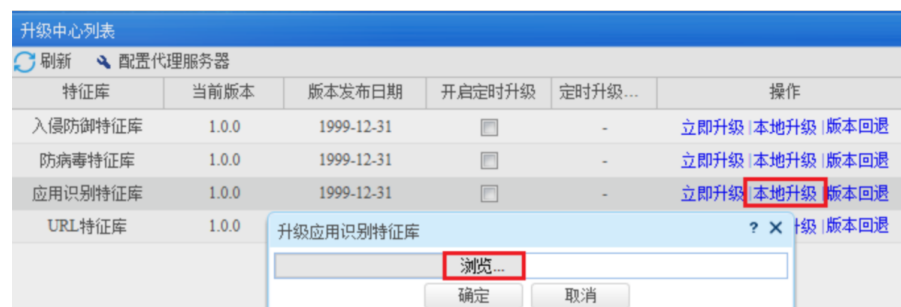 升级中心列表
刷新 配置代理服务器
特征库 当前版本 版本发布日期 开启定时升级 定时升级... 操作
入侵防御特征库 1.0.0 1999-12-31 - 立即升级|本地升级|版本回退
防病毒特征库 1.0.0 1999-12-31 - 立即升级|本地升级|版本回退
应用识别特征库 1.0.0 1999-12-31 - 立即升级|本地升级|版本回退
URL特征库 1.0.0 升级|版本回退
升级应用识别特征库 ?
浏览...
确定 取消